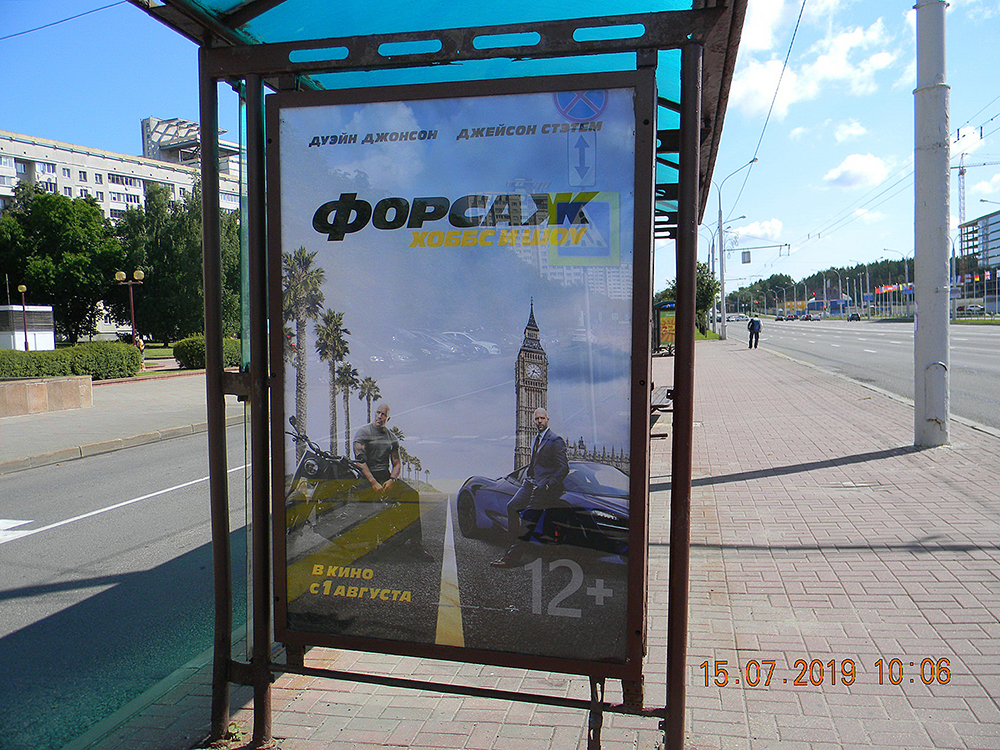 ДУЭЙН ДЖОНСОН ДЖЕЙСОН СТЭТЕМ
ФОРСАЖ
ХОББС И ШОУ
В КИНО
С 1 АВГУСТА
12+
15.07.2019 10:06